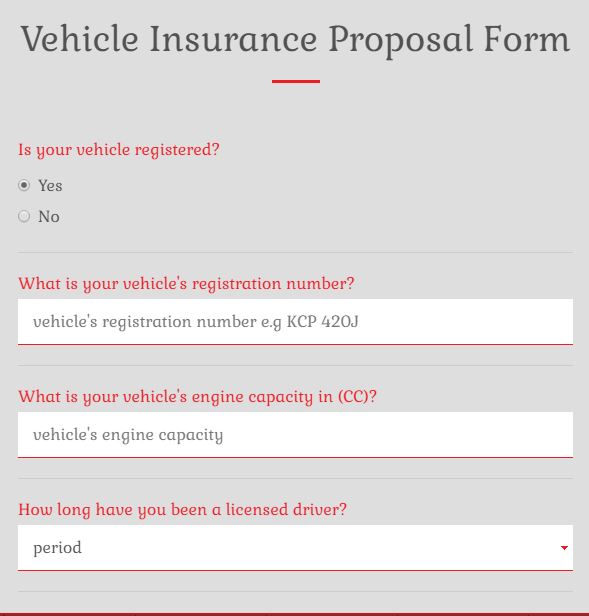 Vehicle Insurance Proposal Form
Is your vehicle registered?
Yes
No
What is your vehicle's registration number?
vehicle's registration number e.g KCP 420J
What is your vehicle's engine capacity in (CC)?
vehicle's engine capacity
How long have you been a licensed driver?
period